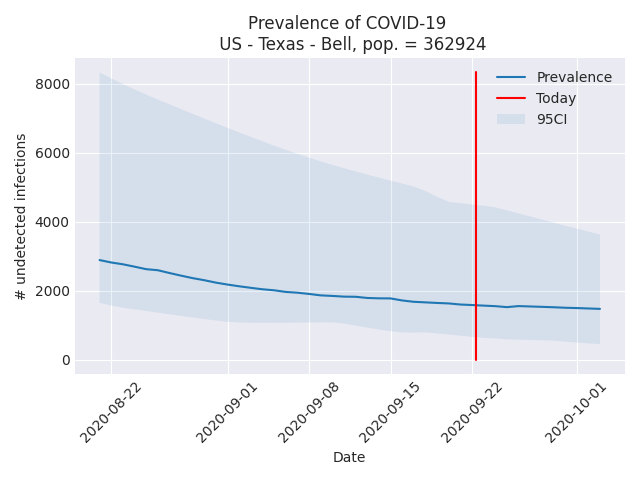 Prevalence of COVID-19
US - Texas - Bell, pop. = 362924
Prevalence
Today
95CI
8000
6000
4000
2000
0
# undetected infections
2020-08-22
2020-09-01
2020-09-08
2020-09-15
2020-09-22
2020-10-01
Date